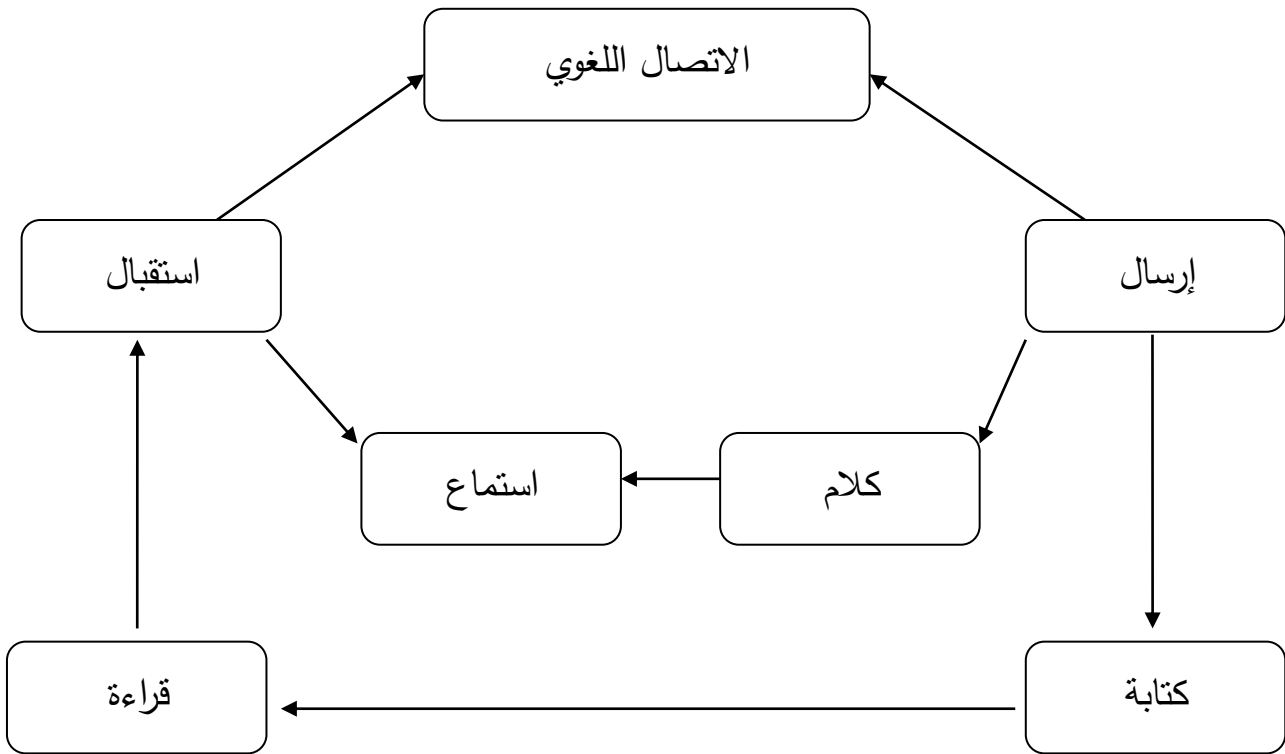 الاتصال اللغوي
إرسال
استقبال
كلام
استماع
كتابة
قراءة